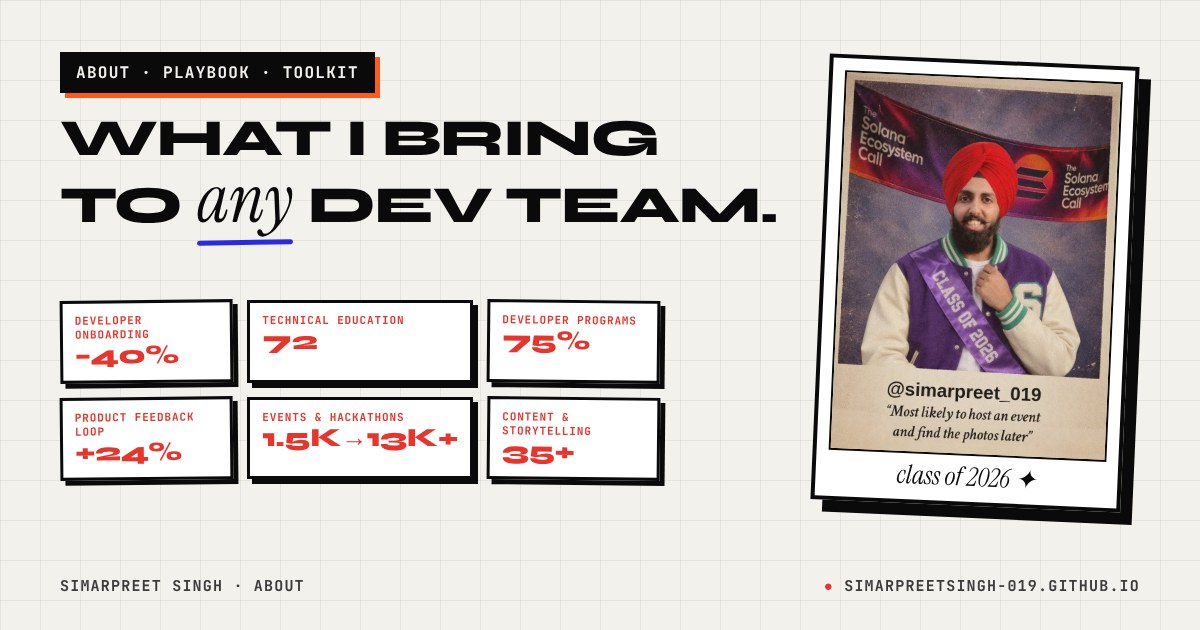 ABOUT · PLAYBOOK · TOOLKIT
WHAT I BRING
TO any DEV TEAM.
DEVELOPER
ONBOARDING
-40%
TECHNICAL EDUCATION
72
DEVELOPER PROGRAMS
75%
PRODUCT FEEDBACK
LOOP
+24%
EVENTS & HACKATHONS
1.5K→13K+
CONTENT &
STORYTELLING
35+
The
Solana
Ecosystem
Call
The
Solana
Ecosystem
Call
S
CLASS OF 2026
@simarpreet_019
“Most likely to host an event
and find the photos later”
class of 2026 ✦
SIMARPREET SINGH · ABOUT
● SIMARPREETSINGH-019.GITHUB.IO